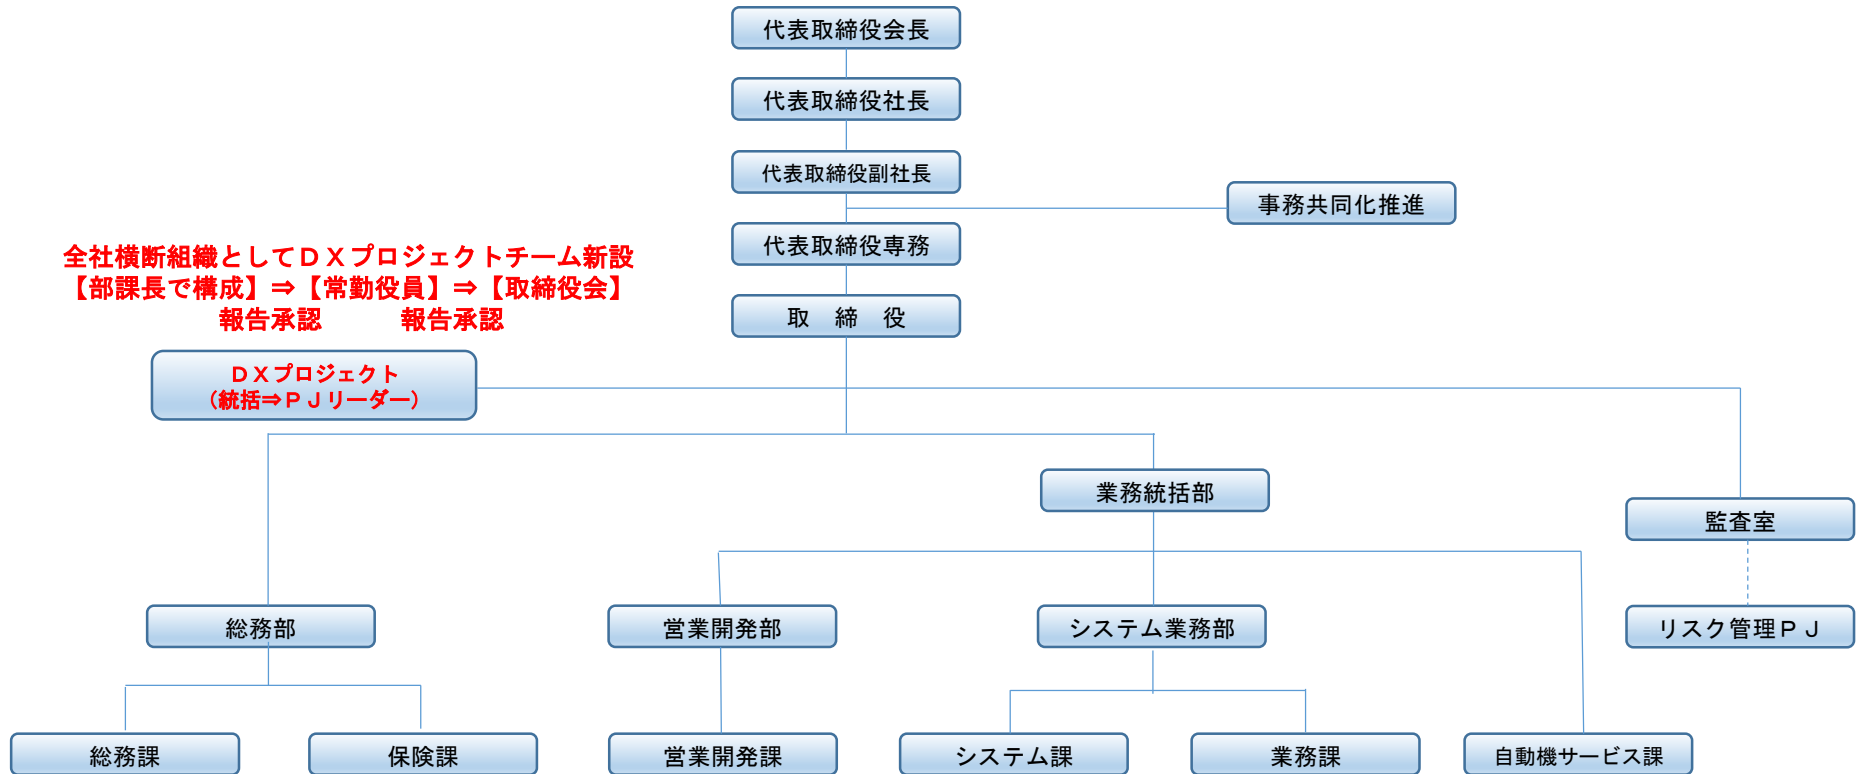 代表取締役会長
代表取締役社長
代表取締役副社長
事務共同化推進
代表取締役専務
全社横断組織としてＤＸプロジェクトチーム新設
【部課長で構成】⇒【常勤役員】⇒【取締役会】
報告承認　　　報告承認
取　締　役
ＤＸプロジェクト
（統括⇒ＰＪリーダー）
業務統括部
監査室
総務部
営業開発部
システム業務部
リスク管理ＰＪ
総務課
保険課
営業開発課
システム課
業務課
自動機サービス課